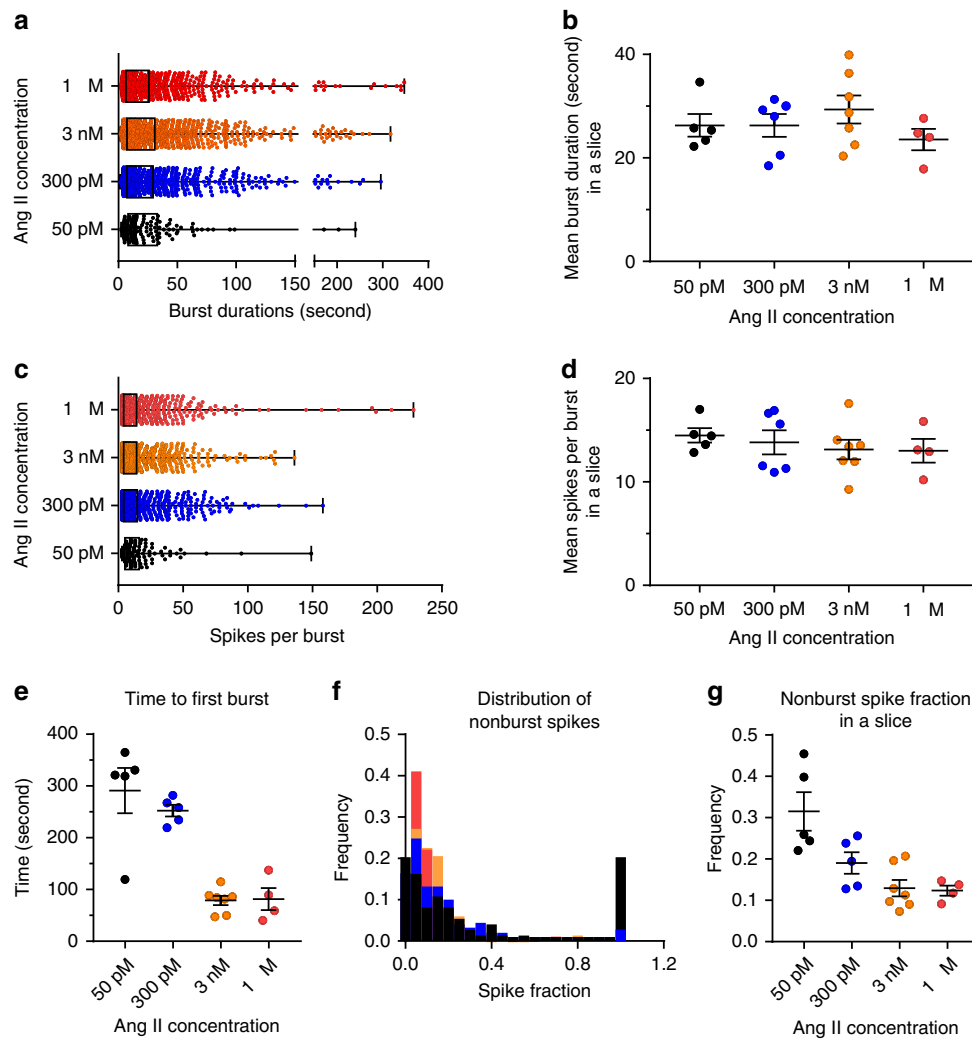 a
1 M
3 nM
300 pM
50 pM
Ang II concentration
0 50 100 150 200 300 400
Burst durations (second)
b
40
20
0
Mean burst duration (second)
in a slice
50 pM 300 pM 3 nM 1 M
Ang II concentration
c
1 M
3 nM
300 pM
50 pM
Ang II concentration
0 50 100 150 200 250
Spikes per burst
d
20
10
0
Mean spikes per burst
in a slice
50 pM 300 pM 3 nM 1 M
Ang II concentration
e
Time to first burst
400
300
200
100
0
Time (second)
50 pM 300 pM 3 nM 1 M
Ang II concentration
f
Distribution of
nonburst spikes
0.5
0.4
0.3
0.2
0.1
0.0
Frequency
0.0 0.4 0.8 1.2
Spike fraction
g
Nonburst spike fraction
in a slice
0.5
0.4
0.3
0.2
0.1
0.0
Frequency
50 pM 300 pM 3 nM 1 M
Ang II concentration